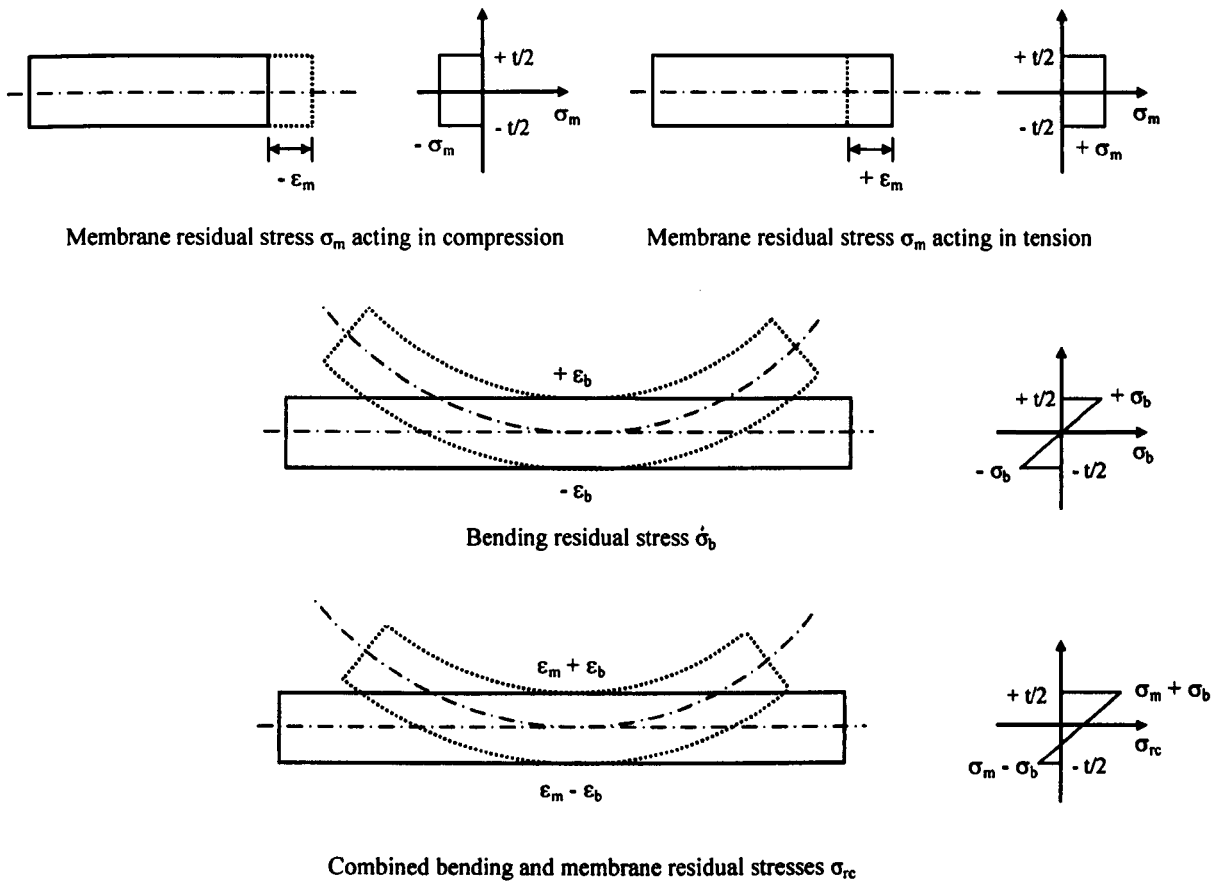 + t/2
σm
- t/2
- σm
- εm
+ t/2
σm
- t/2
+ σm
+ εm
Membrane residual stress σm acting in compression
Membrane residual stress σm acting in tension
+ εb
- εb
+ t/2
+ σb
σb
- σb
- t/2
Bending residual stress σ̇b
εm + εb
εm - εb
+ t/2
σm + σb
σrc
σm - σb
- t/2
Combined bending and membrane residual stresses σrc